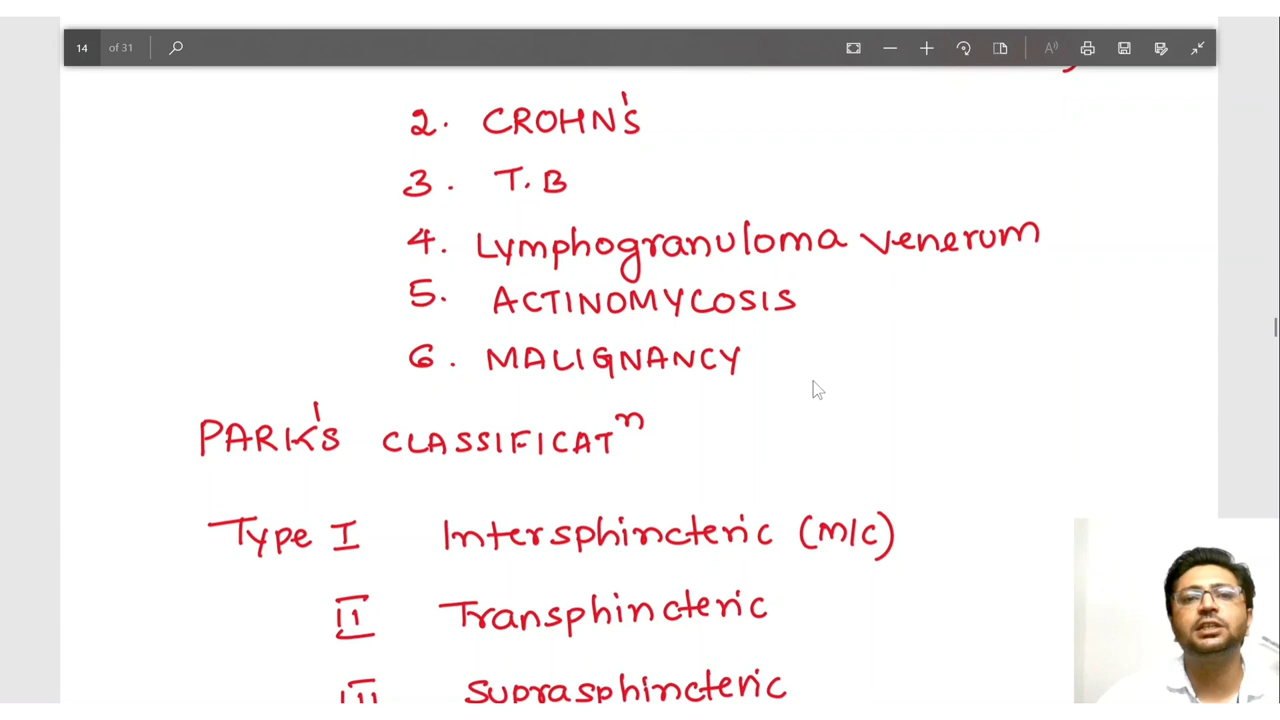 14 of 31
2. CROHN's
3. T.B
4. Lymphogranuloma venerum
5. ACTINOMYCOSIS
6. MALIGNANCY
PARK's CLASSIFICATn
Type I Intersphincteric (m/c)
II Transphincteric
III Suprasphincteric